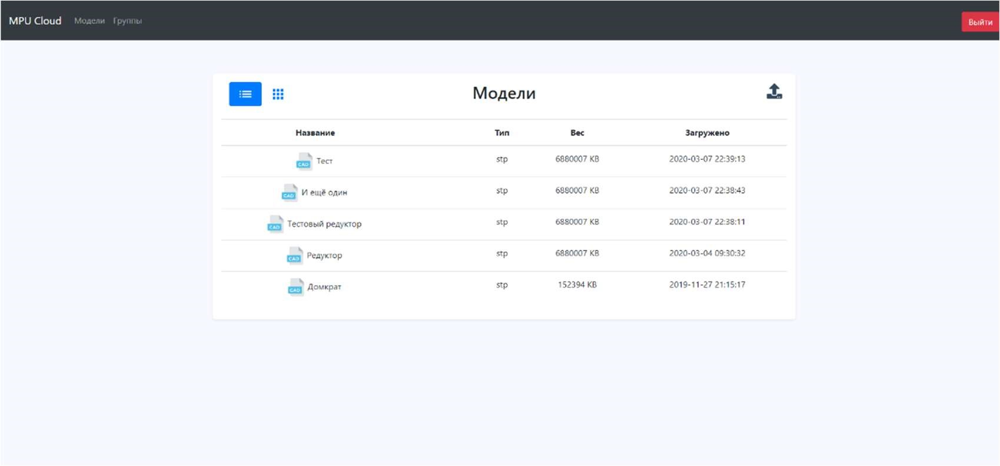 MPU Cloud Модели Группы Выйти
Модели
Название Тип Вес Загружено
CAD Тест stp 6880007 KB 2020-03-07 22:39:13
CAD И ещё один stp 6880007 KB 2020-03-07 22:38:43
CAD Тестовый редуктор stp 6880007 KB 2020-03-07 22:38:11
CAD Редуктор stp 6880007 KB 2020-03-04 09:30:32
CAD Домкрат stp 152394 KB 2019-11-27 21:15:17